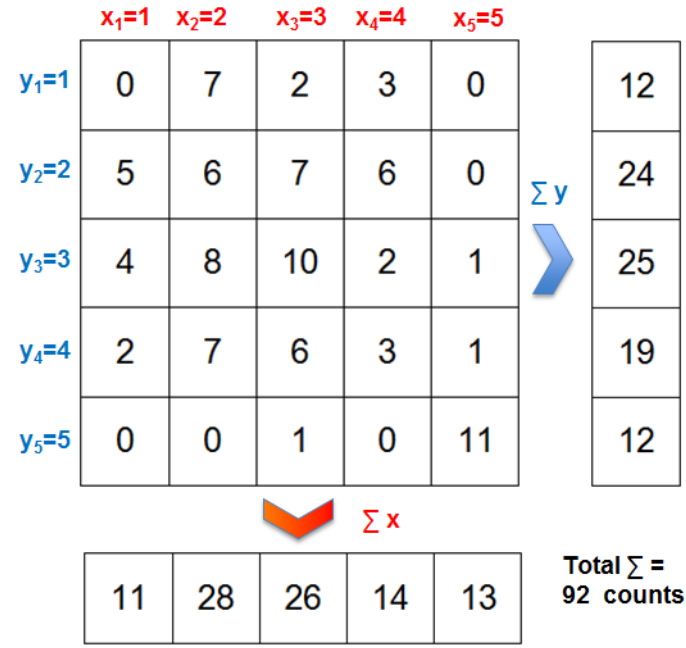 x₁=1 x₂=2 x₃=3 x₄=4 x₅=5
y₁=1 0 7 2 3 0 12
y₂=2 5 6 7 6 0 24
∑ y
y₃=3 4 8 10 2 1 25
y₄=4 2 7 6 3 1 19
y₅=5 0 0 1 0 11 12
∑ x
11 28 26 14 13
Total ∑ =
92 counts